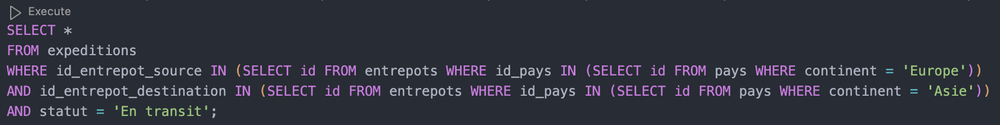 Execute
SELECT *
FROM expeditions
WHERE id_entrepot_source IN (SELECT id FROM entrepots WHERE id_pays IN (SELECT id FROM pays WHERE continent = 'Europe'))
AND id_entrepot_destination IN (SELECT id FROM entrepots WHERE id_pays IN (SELECT id FROM pays WHERE continent = 'Asie'))
AND statut = 'En transit';